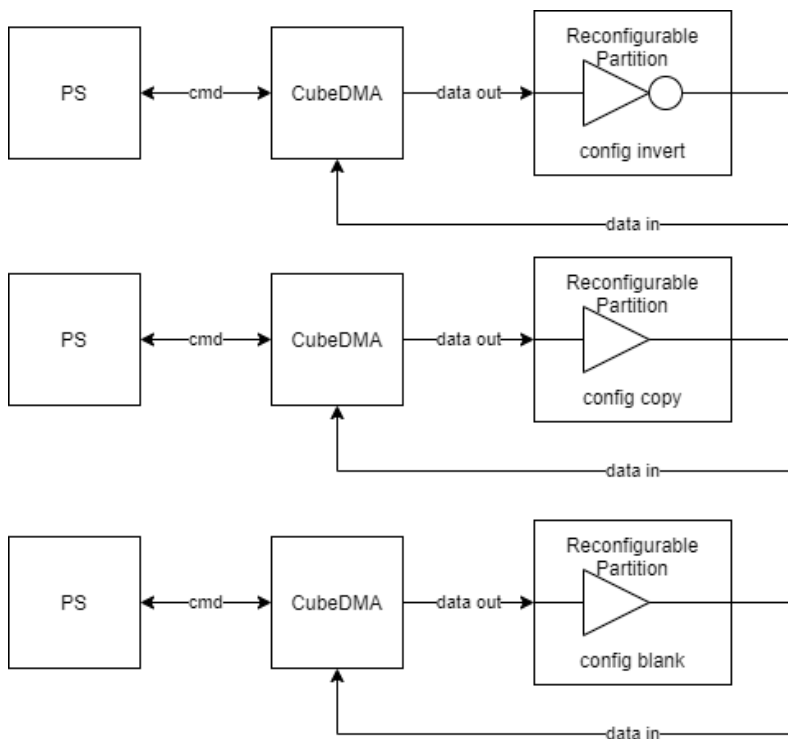 Reconfigurable
Partition
PS
cmd
CubeDMA
data out
config invert
data in
Reconfigurable
Partition
PS
cmd
CubeDMA
data out
config copy
data in
Reconfigurable
Partition
PS
cmd
CubeDMA
data out
config blank
data in